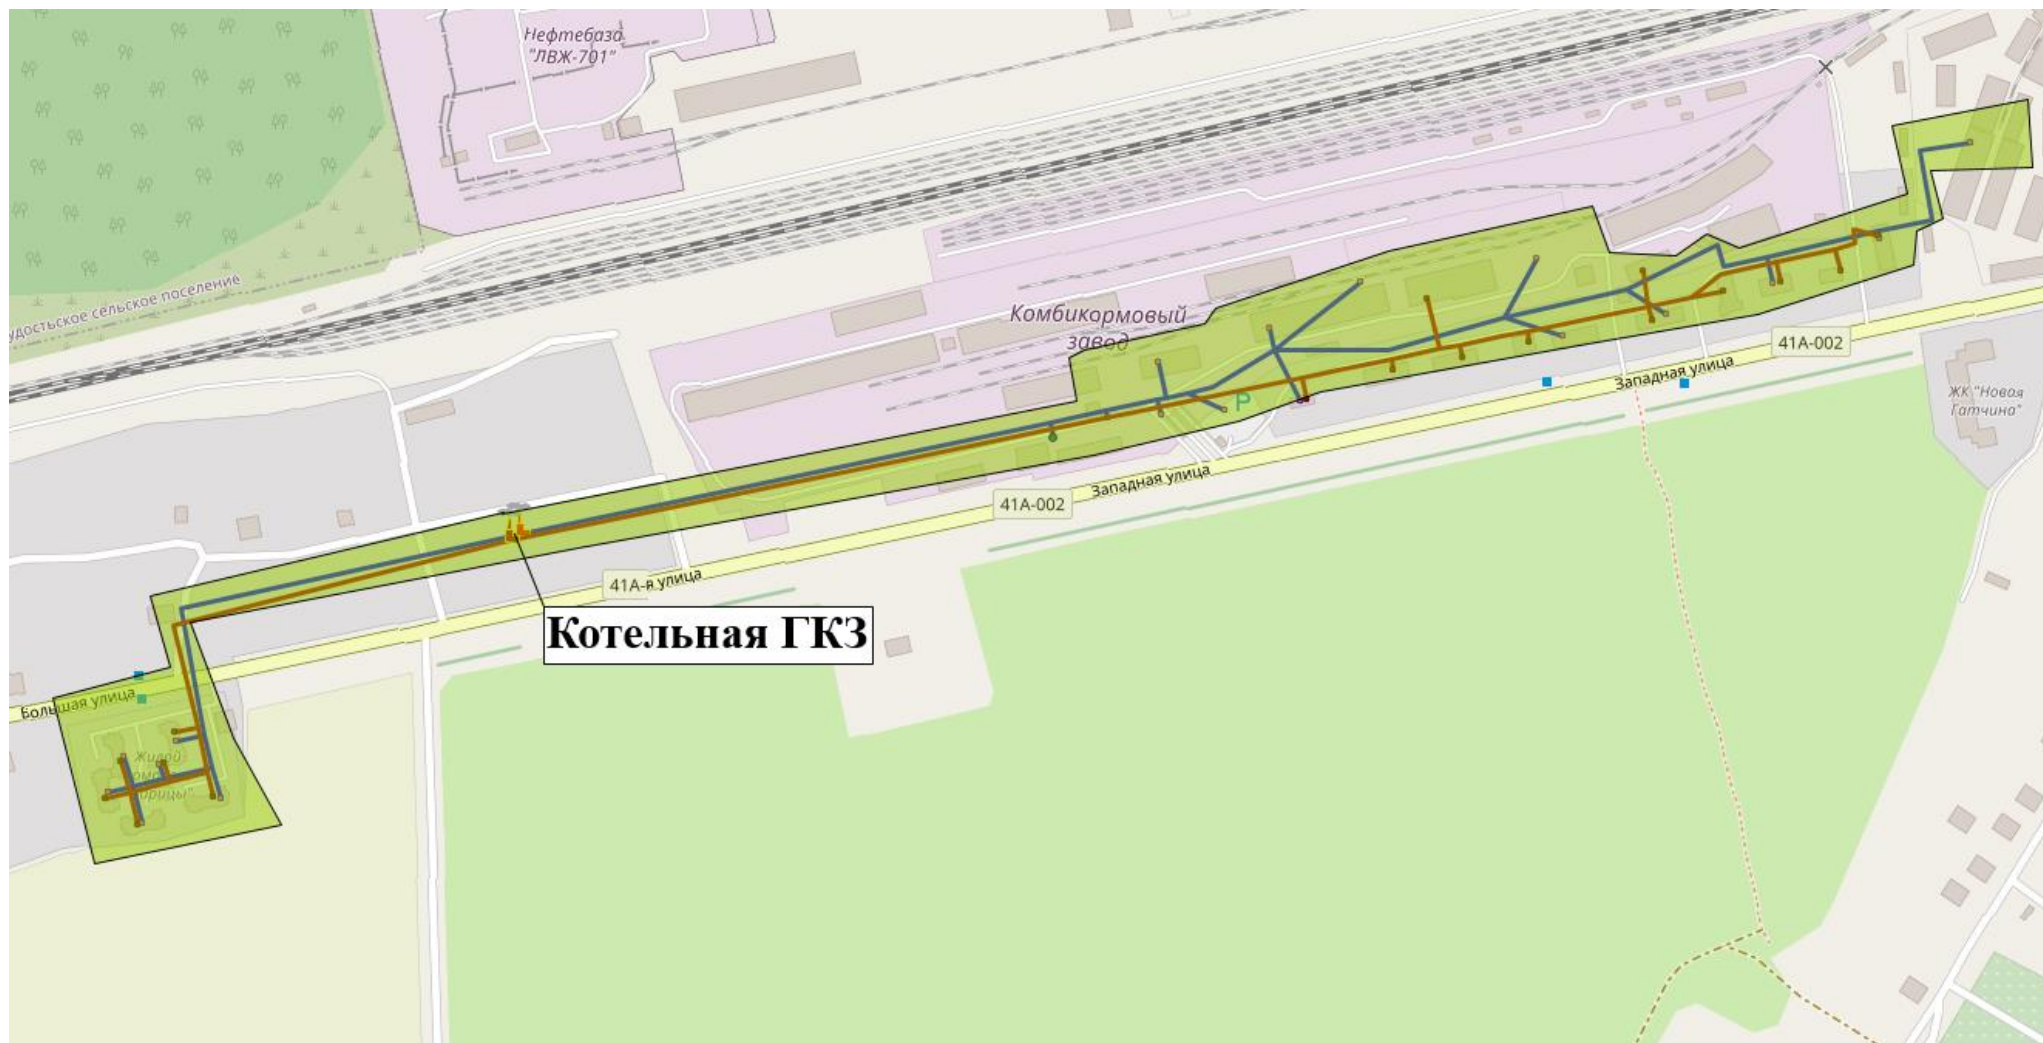 Нефтебаза
"ЛВЖ-701"
удостьское сельское поселение
Комбикормовый
завод
41А-002
Западная улица
ЖК "Новая
Гатчина"
P
Западная улица
41А-002
41А-я улица
Котельная ГКЗ
Большая улица
Жилой